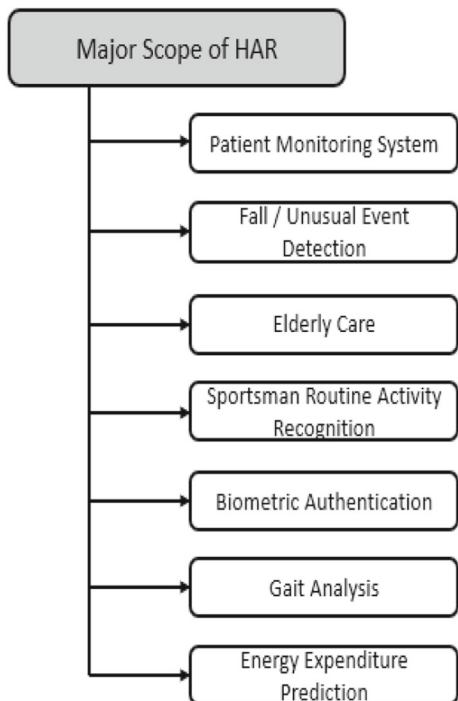 Major Scope of HAR
Patient Monitoring System
Fall / Unusual Event
Detection
Elderly Care
Sportsman Routine Activity
Recognition
Biometric Authentication
Gait Analysis
Energy Expenditure
Prediction